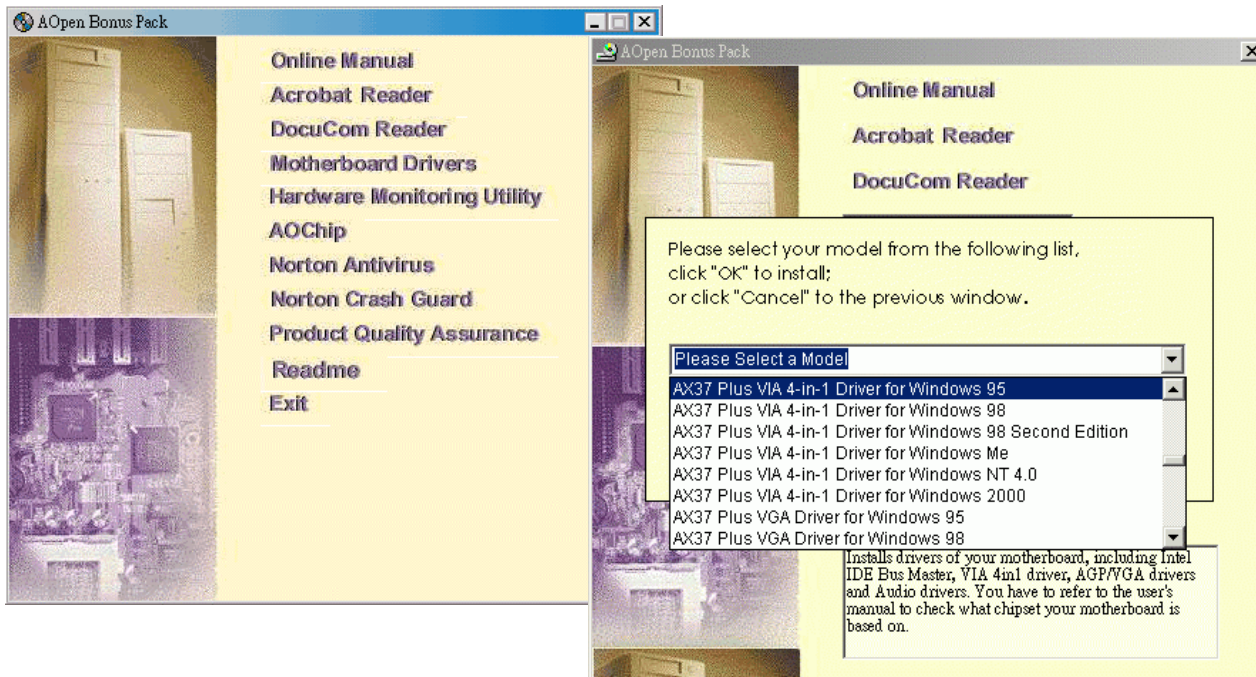 AOpen Bonus Pack
Online Manual
Acrobat Reader
DocuCom Reader
Motherboard Drivers
Hardware Monitoring Utility
AOChip
Norton Antivirus
Norton Crash Guard
Product Quality Assurance
Readme
Exit
AOpen Bonus Pack
Online Manual
Acrobat Reader
DocuCom Reader
Please select your model from the following list,
click "OK" to install;
or click "Cancel" to the previous window.
Please Select a Model
AX37 Plus VIA 4-in-1 Driver for Windows 95
AX37 Plus VIA 4-in-1 Driver for Windows 98
AX37 Plus VIA 4-in-1 Driver for Windows 98 Second Edition
AX37 Plus VIA 4-in-1 Driver for Windows Me
AX37 Plus VIA 4-in-1 Driver for Windows NT 4.0
AX37 Plus VIA 4-in-1 Driver for Windows 2000
AX37 Plus VGA Driver for Windows 95
AX37 Plus VGA Driver for Windows 98
Installs drivers of your motherboard, including Intel
IDE Bus Master, VIA 4in1 driver, AGP/VGA drivers
and Audio drivers. You have to refer to the user's
manual to check what chipset your motherboard is
based on.